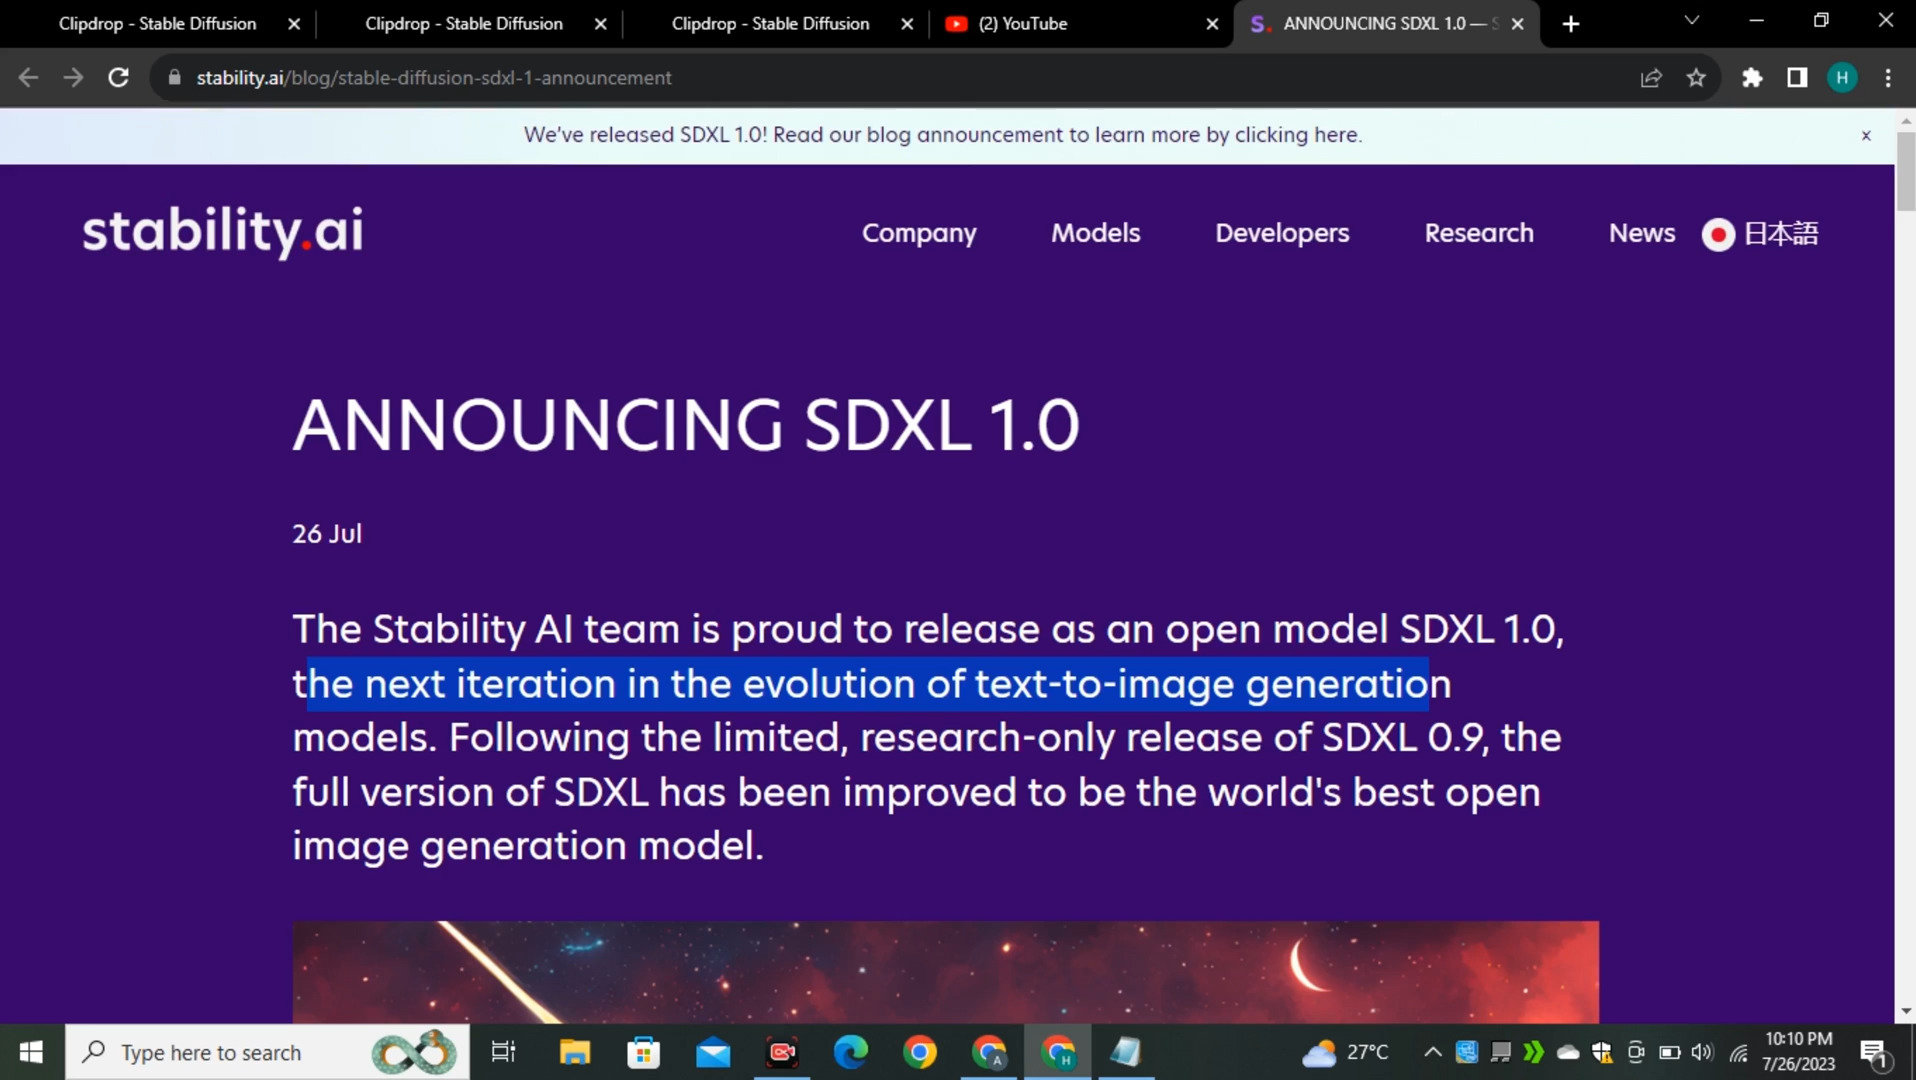 Clipdrop - Stable Diffusion
Clipdrop - Stable Diffusion
Clipdrop - Stable Diffusion
(2) YouTube
S. ANNOUNCING SDXL 1.0 — S
stability.ai/blog/stable-diffusion-sdxl-1-announcement
H
We've released SDXL 1.0! Read our blog announcement to learn more by clicking here.
x
stability.ai
Company
Models
Developers
Research
News
日本語
ANNOUNCING SDXL 1.0
26 Jul
The Stability AI team is proud to release as an open model SDXL 1.0,
the next iteration in the evolution of text-to-image generation
models. Following the limited, research-only release of SDXL 0.9, the
full version of SDXL has been improved to be the world's best open
image generation model.
Type here to search
A
H
27°C
10:10 PM
7/26/2023
1